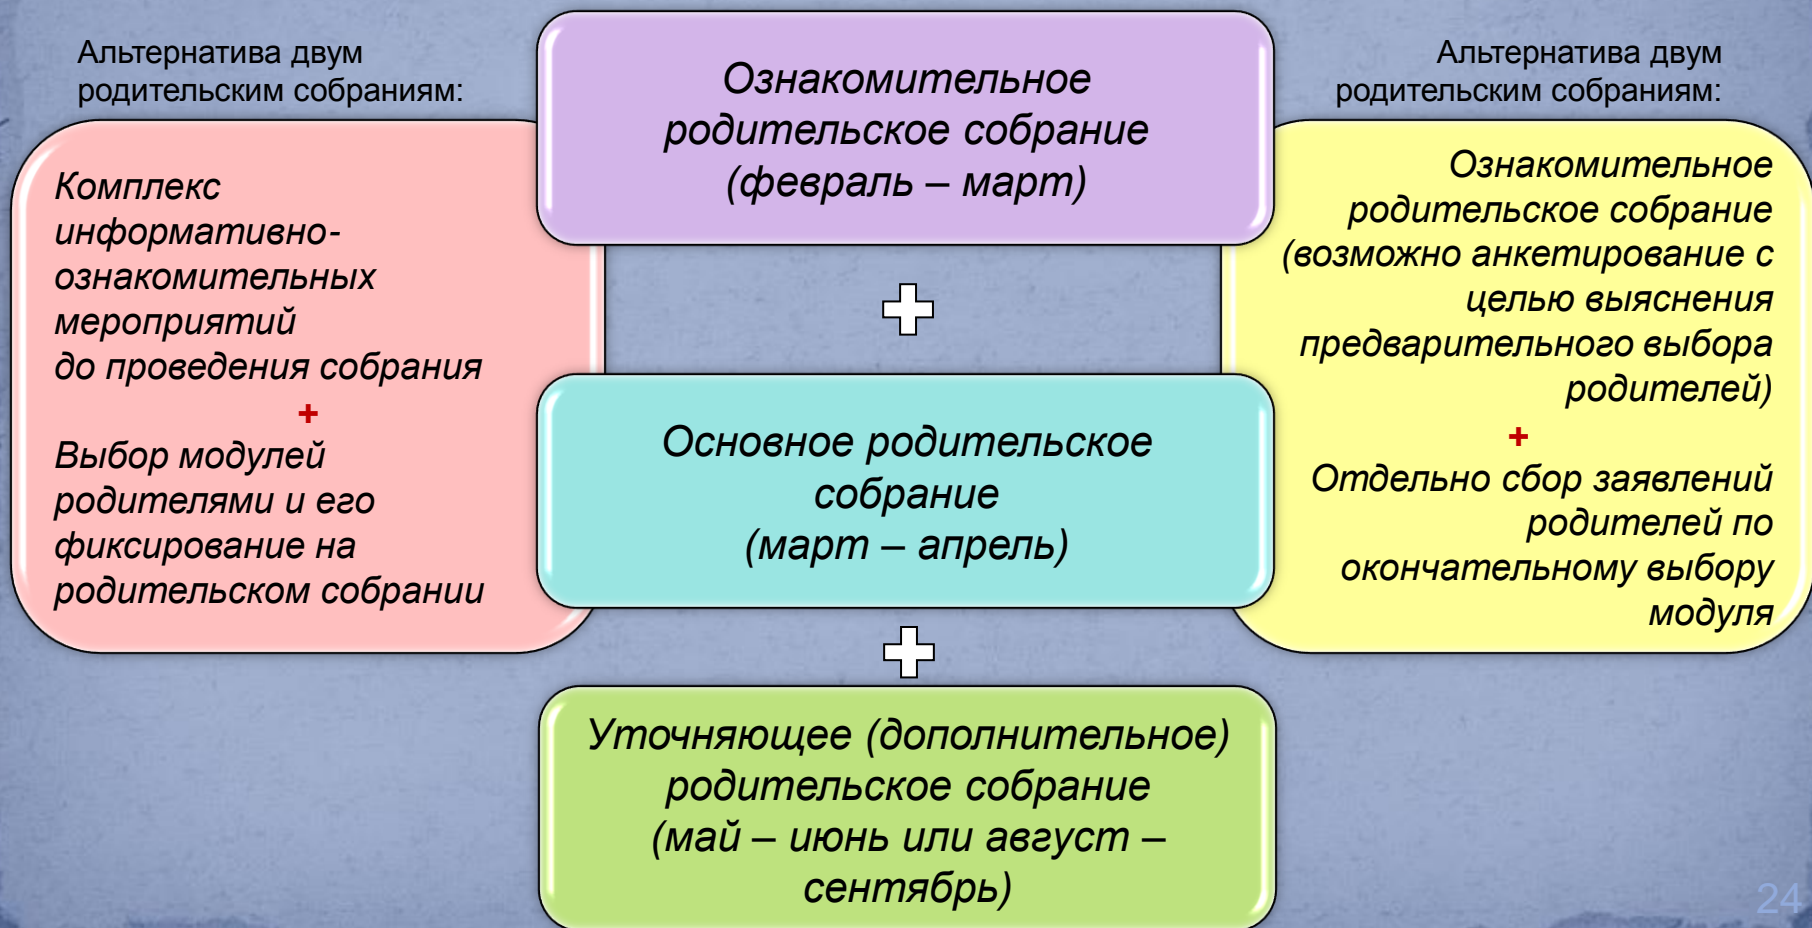 Альтернатива двум
родительским собраниям:
Комплекс
информативно-
ознакомительных
мероприятий
до проведения собрания
+
Выбор модулей
родителями и его
фиксирование на
родительском собрании
Ознакомительное
родительское собрание
(февраль – март)
Основное родительское
собрание
(март – апрель)
Уточняющее (дополнительное)
родительское собрание
(май – июнь или август –
сентябрь)
Альтернатива двум
родительским собраниям:
Ознакомительное
родительское собрание
(возможно анкетирование с
целью выяснения
предварительного выбора
родителей)
+
Отдельно сбор заявлений
родителей по
окончательному выбору
модуля
24